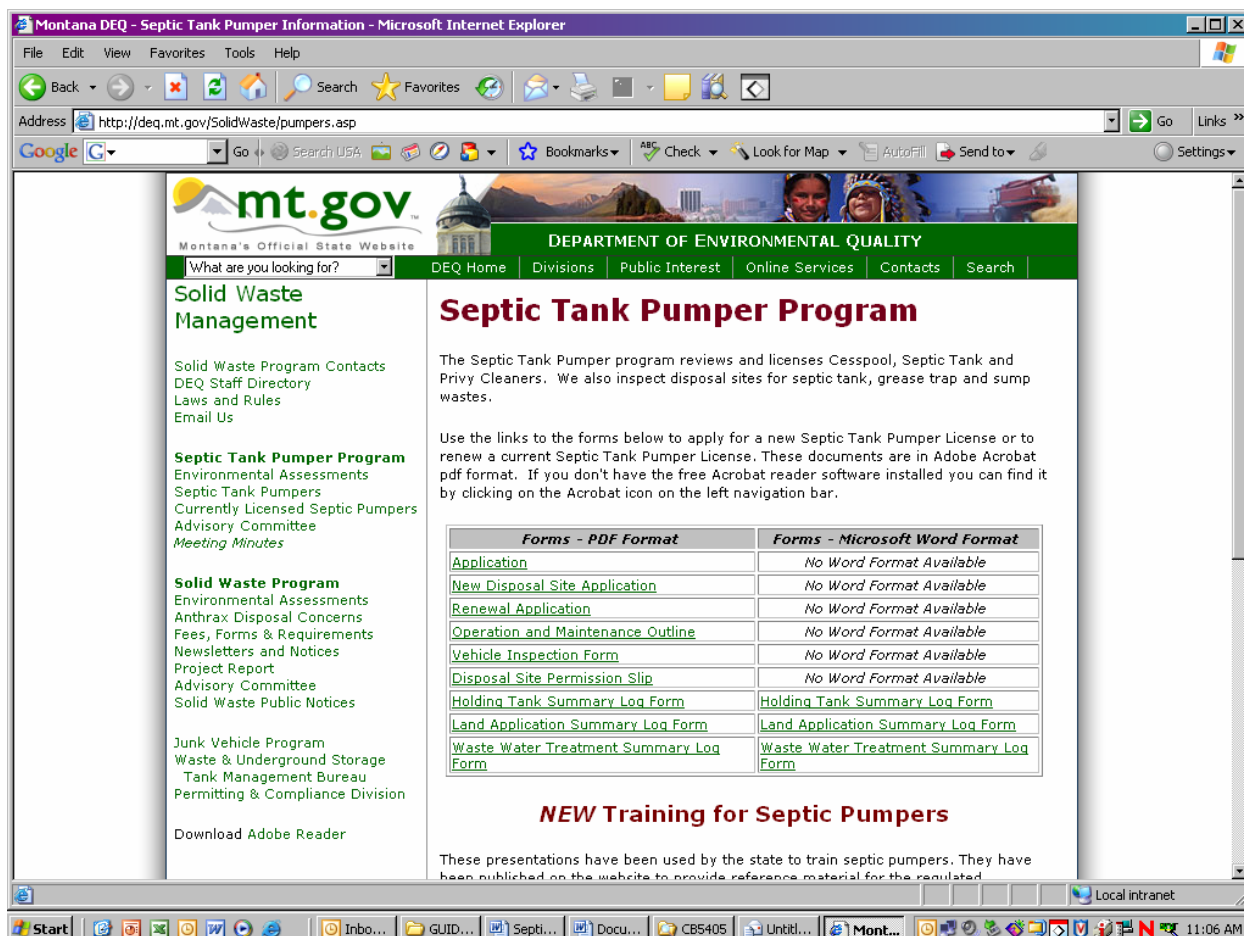 Montana DEQ - Septic Tank Pumper Information - Microsoft Internet Explorer
File Edit View Favorites Tools Help
Back Search Favorites
Address http://deq.mt.gov/SolidWaste/pumpers.asp Go Links »
Google G Go Search USA Bookmarks ABC Check Look for Map AutoFill Send to Settings
mt.gov ™
Montana's Official State Website
DEPARTMENT OF ENVIRONMENTAL QUALITY
What are you looking for? DEQ Home Divisions Public Interest Online Services Contacts Search
Solid Waste
Management
Solid Waste Program Contacts
DEQ Staff Directory
Laws and Rules
Email Us
Septic Tank Pumper Program
Environmental Assessments
Septic Tank Pumpers
Currently Licensed Septic Pumpers
Advisory Committee
Meeting Minutes
Solid Waste Program
Environmental Assessments
Anthrax Disposal Concerns
Fees, Forms & Requirements
Newsletters and Notices
Project Report
Advisory Committee
Solid Waste Public Notices
Junk Vehicle Program
Waste & Underground Storage
Tank Management Bureau
Permitting & Compliance Division
Download Adobe Reader
Septic Tank Pumper Program
The Septic Tank Pumper program reviews and licenses Cesspool, Septic Tank and
Privy Cleaners. We also inspect disposal sites for septic tank, grease trap and sump
wastes.
Use the links to the forms below to apply for a new Septic Tank Pumper License or to
renew a current Septic Tank Pumper License. These documents are in Adobe Acrobat
pdf format. If you don't have the free Acrobat reader software installed you can find it
by clicking on the Acrobat icon on the left navigation bar.
Forms - PDF Format Forms - Microsoft Word Format
Application No Word Format Available
New Disposal Site Application No Word Format Available
Renewal Application No Word Format Available
Operation and Maintenance Outline No Word Format Available
Vehicle Inspection Form No Word Format Available
Disposal Site Permission Slip No Word Format Available
Holding Tank Summary Log Form Holding Tank Summary Log Form
Land Application Summary Log Form Land Application Summary Log Form
Waste Water Treatment Summary Log Waste Water Treatment Summary Log
Form Form
NEW Training for Septic Pumpers
These presentations have been used by the state to train septic pumpers. They have
been published on the website to provide reference material for the regulated
Local intranet
Start Inbo... GUID... Septi... Docu... CB5405 Untitl... Mont... 11:06 AM